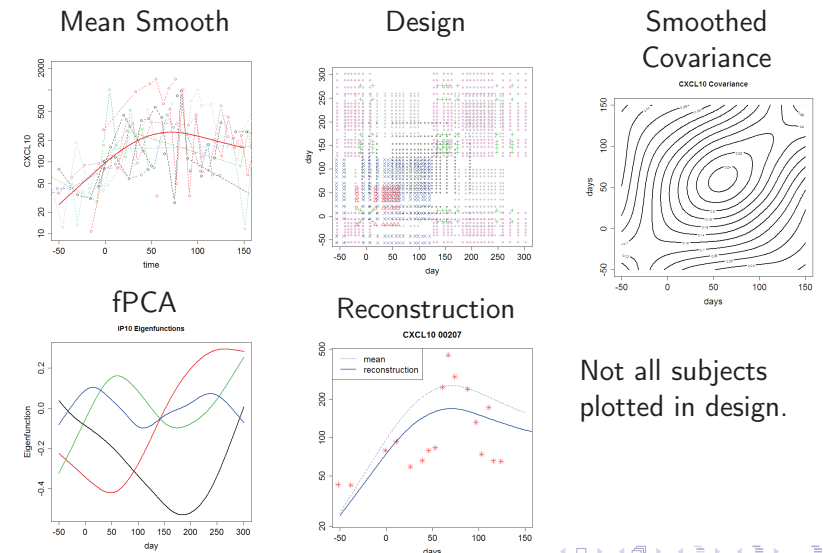 Mean Smooth
2000
500
200
100
50
20
10
CXCL10
-50 0 50 100 150
time
Design
300
250
200
150
100
50
0
-50
day
-50 0 50 100 150 200 250 300
day
Smoothed
Covariance
CXCL10 Covariance
150
100
50
0
-50
days
-50 0 50 100 150
days
fPCA
IP10 Eigenfunctions
0.2
0.0
-0.2
-0.4
Eigenfunction
-50 0 50 100 150 200 250 300
day
Reconstruction
CXCL10 00207
mean
reconstruction
500
200
100
50
20
-50 0 50 100 150
days
Not all subjects
plotted in design.